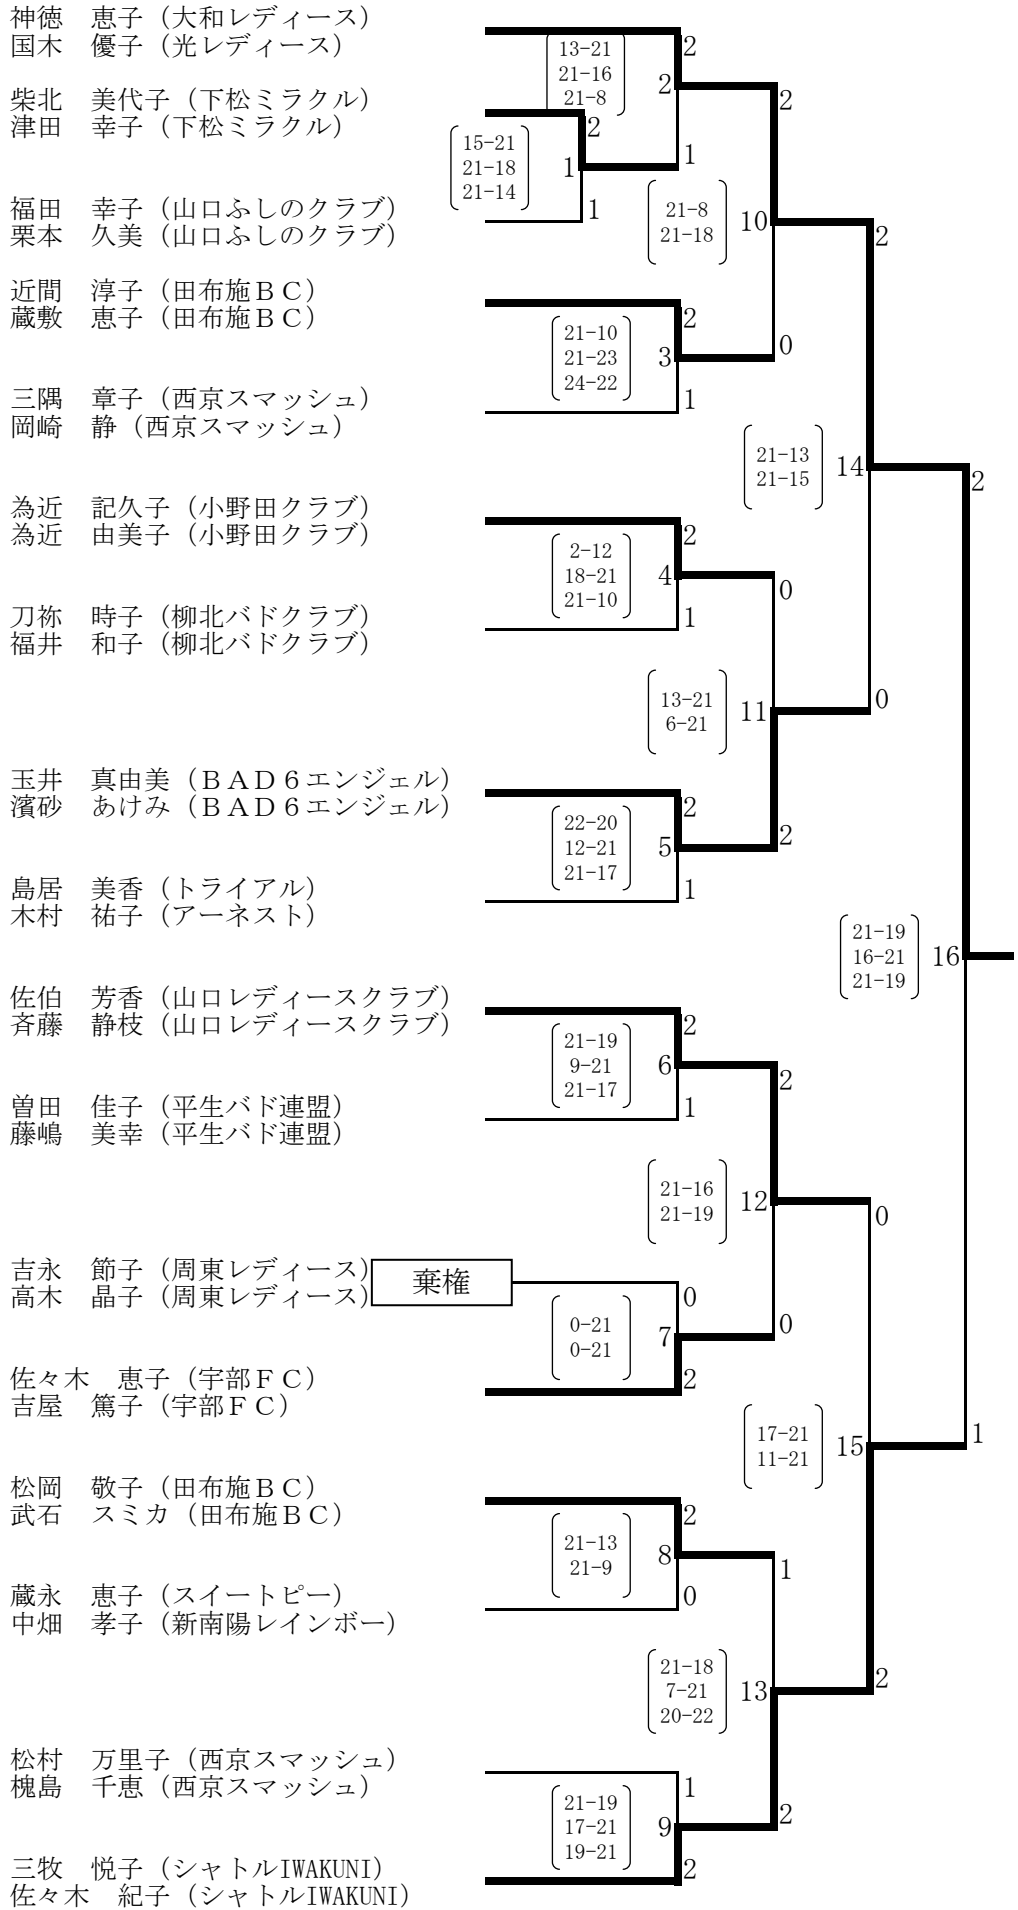 神徳　恵子（大和レディース）
国木　優子（光レディース）
柴北　美代子（下松ミラクル）
津田　幸子（下松ミラクル）
福田　幸子（山口ふしのクラブ）
栗本　久美（山口ふしのクラブ）
近間　淳子（田布施ＢＣ）
蔵敷　恵子（田布施ＢＣ）
三隅　章子（西京スマッシュ）
岡崎　静（西京スマッシュ）
為近　記久子（小野田クラブ）
為近　由美子（小野田クラブ）
刀祢　時子（柳北バドクラブ）
福井　和子（柳北バドクラブ）
玉井　真由美（ＢＡＤ６エンジェル）
濱砂　あけみ（ＢＡＤ６エンジェル）
島居　美香（トライアル）
木村　祐子（アーネスト）
佐伯　芳香（山口レディースクラブ）
斉藤　静枝（山口レディースクラブ）
曽田　佳子（平生バド連盟）
藤嶋　美幸（平生バド連盟）
吉永　節子（周東レディース）
高木　晶子（周東レディース）
棄権
佐々木　恵子（宇部ＦＣ）
吉屋　篤子（宇部ＦＣ）
松岡　敬子（田布施ＢＣ）
武石　スミカ（田布施ＢＣ）
蔵永　恵子（スイートピー）
中畑　孝子（新南陽レインボー）
松村　万里子（西京スマッシュ）
槐島　千恵（西京スマッシュ）
三牧　悦子（シャトルIWAKUNI）
佐々木　紀子（シャトルIWAKUNI）
15-21
21-18
21-14
1
2
1
13-21
21-16
21-8
2
2
1
21-10
21-23
24-22
3
2
1
2-12
18-21
21-10
4
2
1
22-20
12-21
21-17
5
2
1
21-19
9-21
21-17
6
2
1
0-21
0-21
7
0
2
21-13
21-9
8
2
0
21-19
17-21
19-21
9
1
2
21-8
21-18
10
2
0
13-21
6-21
11
0
2
21-16
21-19
12
2
0
21-18
7-21
20-22
13
1
2
21-13
21-15
14
2
0
17-21
11-21
15
0
2
21-19
16-21
21-19
16
2
1